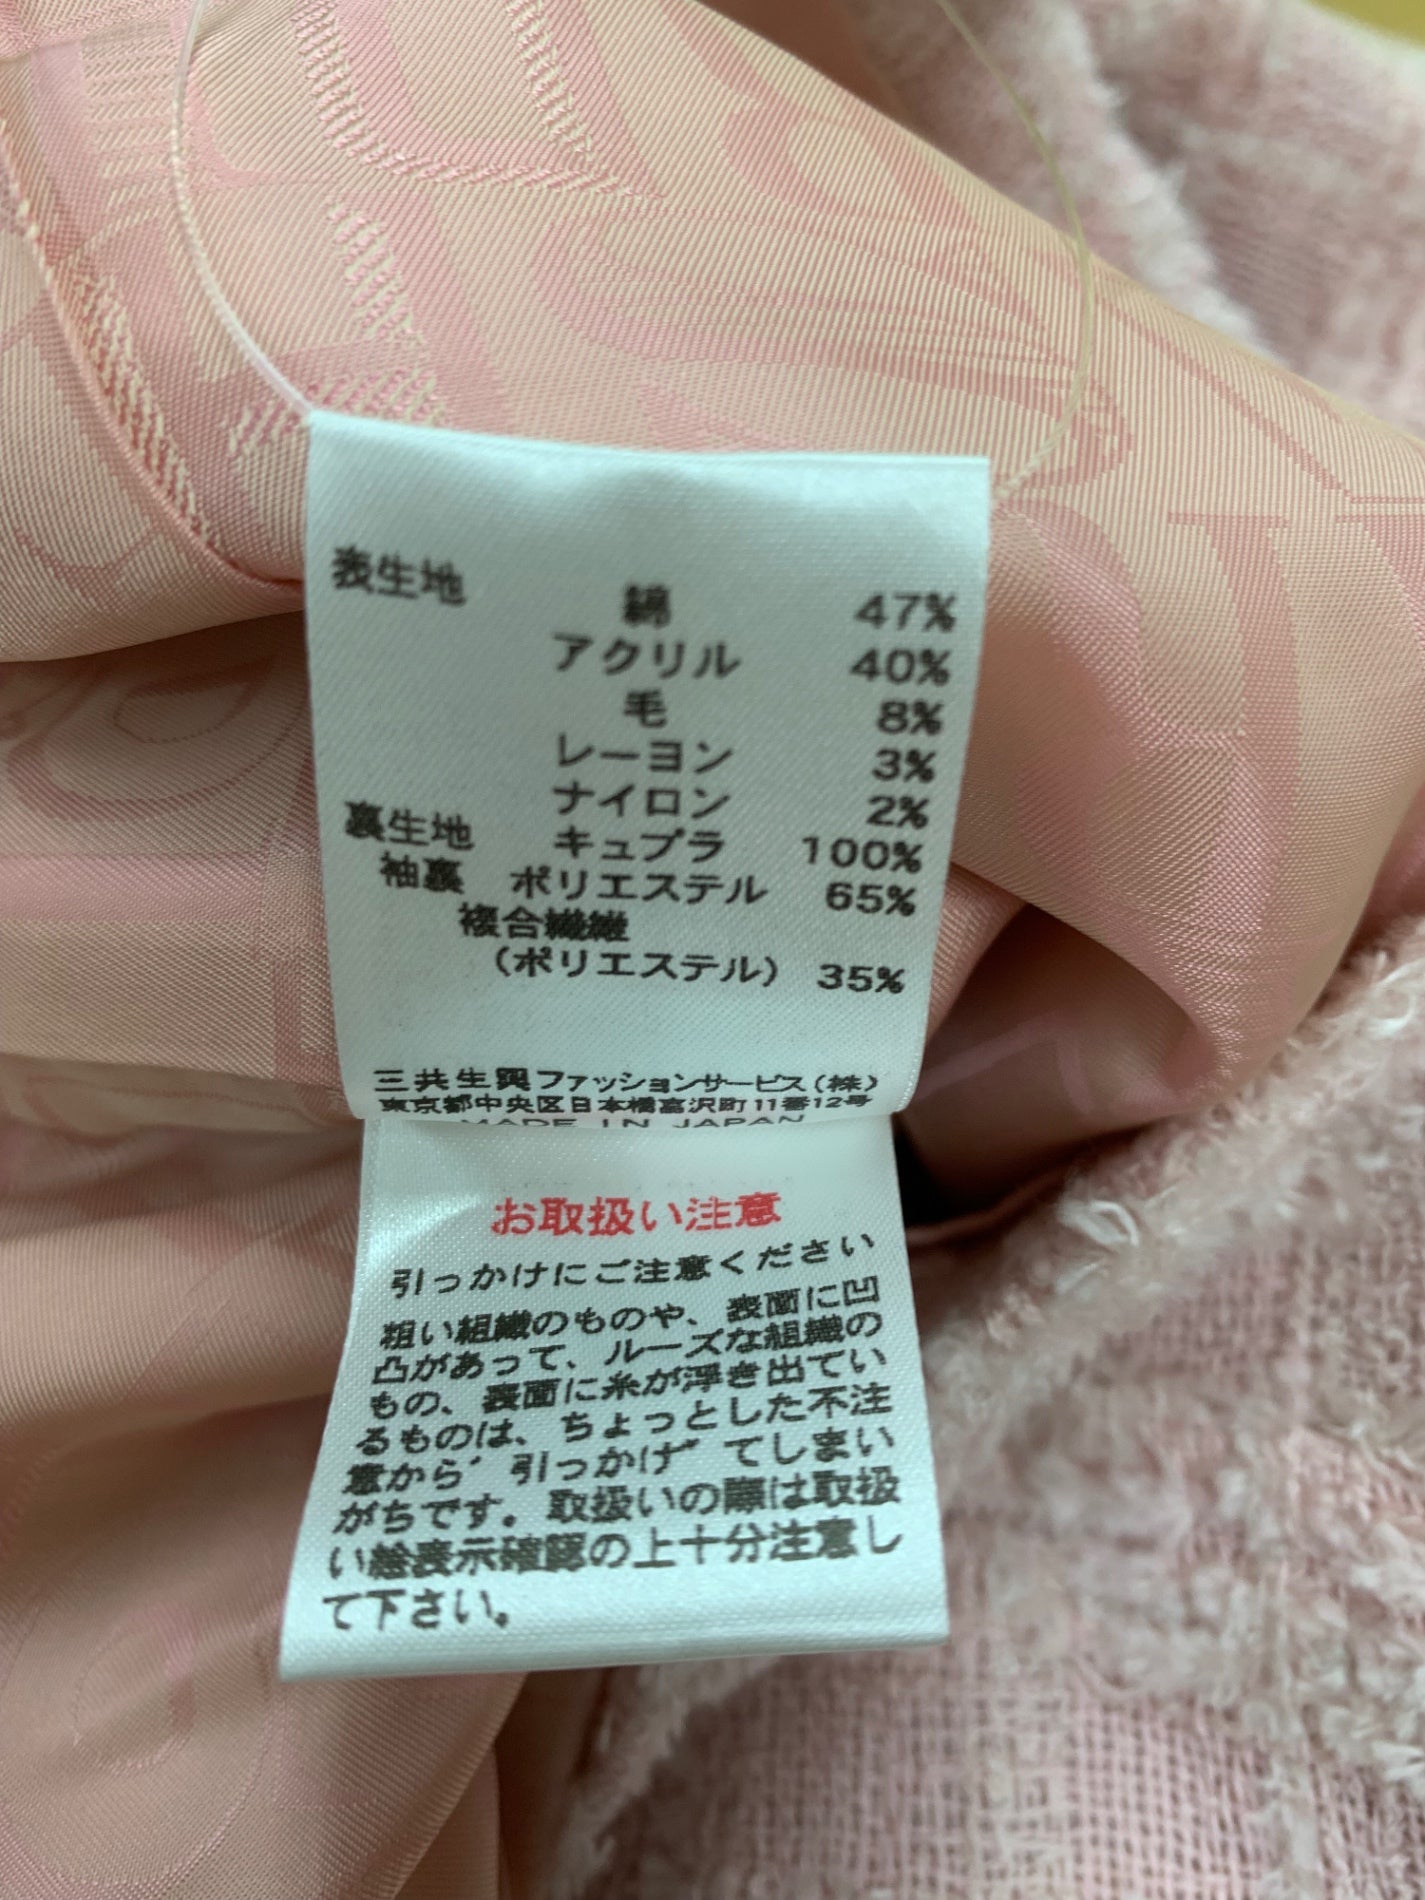 表生地 綿 47%
アクリル 40%
毛 8%
レーヨン 3%
ナイロン 2%
裏生地 キュプラ 100%
袖裏 ポリエステル 65%
複合繊維
(ポリエステル) 35%
三共生興ファッションサービス(株)
東京都中央区日本橋富沢町11番12号
MADE IN JAPAN
お取扱い注意
引っかけにご注意ください
粗い組織のものや、表面に凹
凸があって、ルーズな組織の
もの、表面に糸が浮き出てい
るものは、ちょっとした不注
意から〝引っかけ〟てしまい
がちです。取扱いの際は取扱
い絵表示確認の上十分注意し
て下さい。